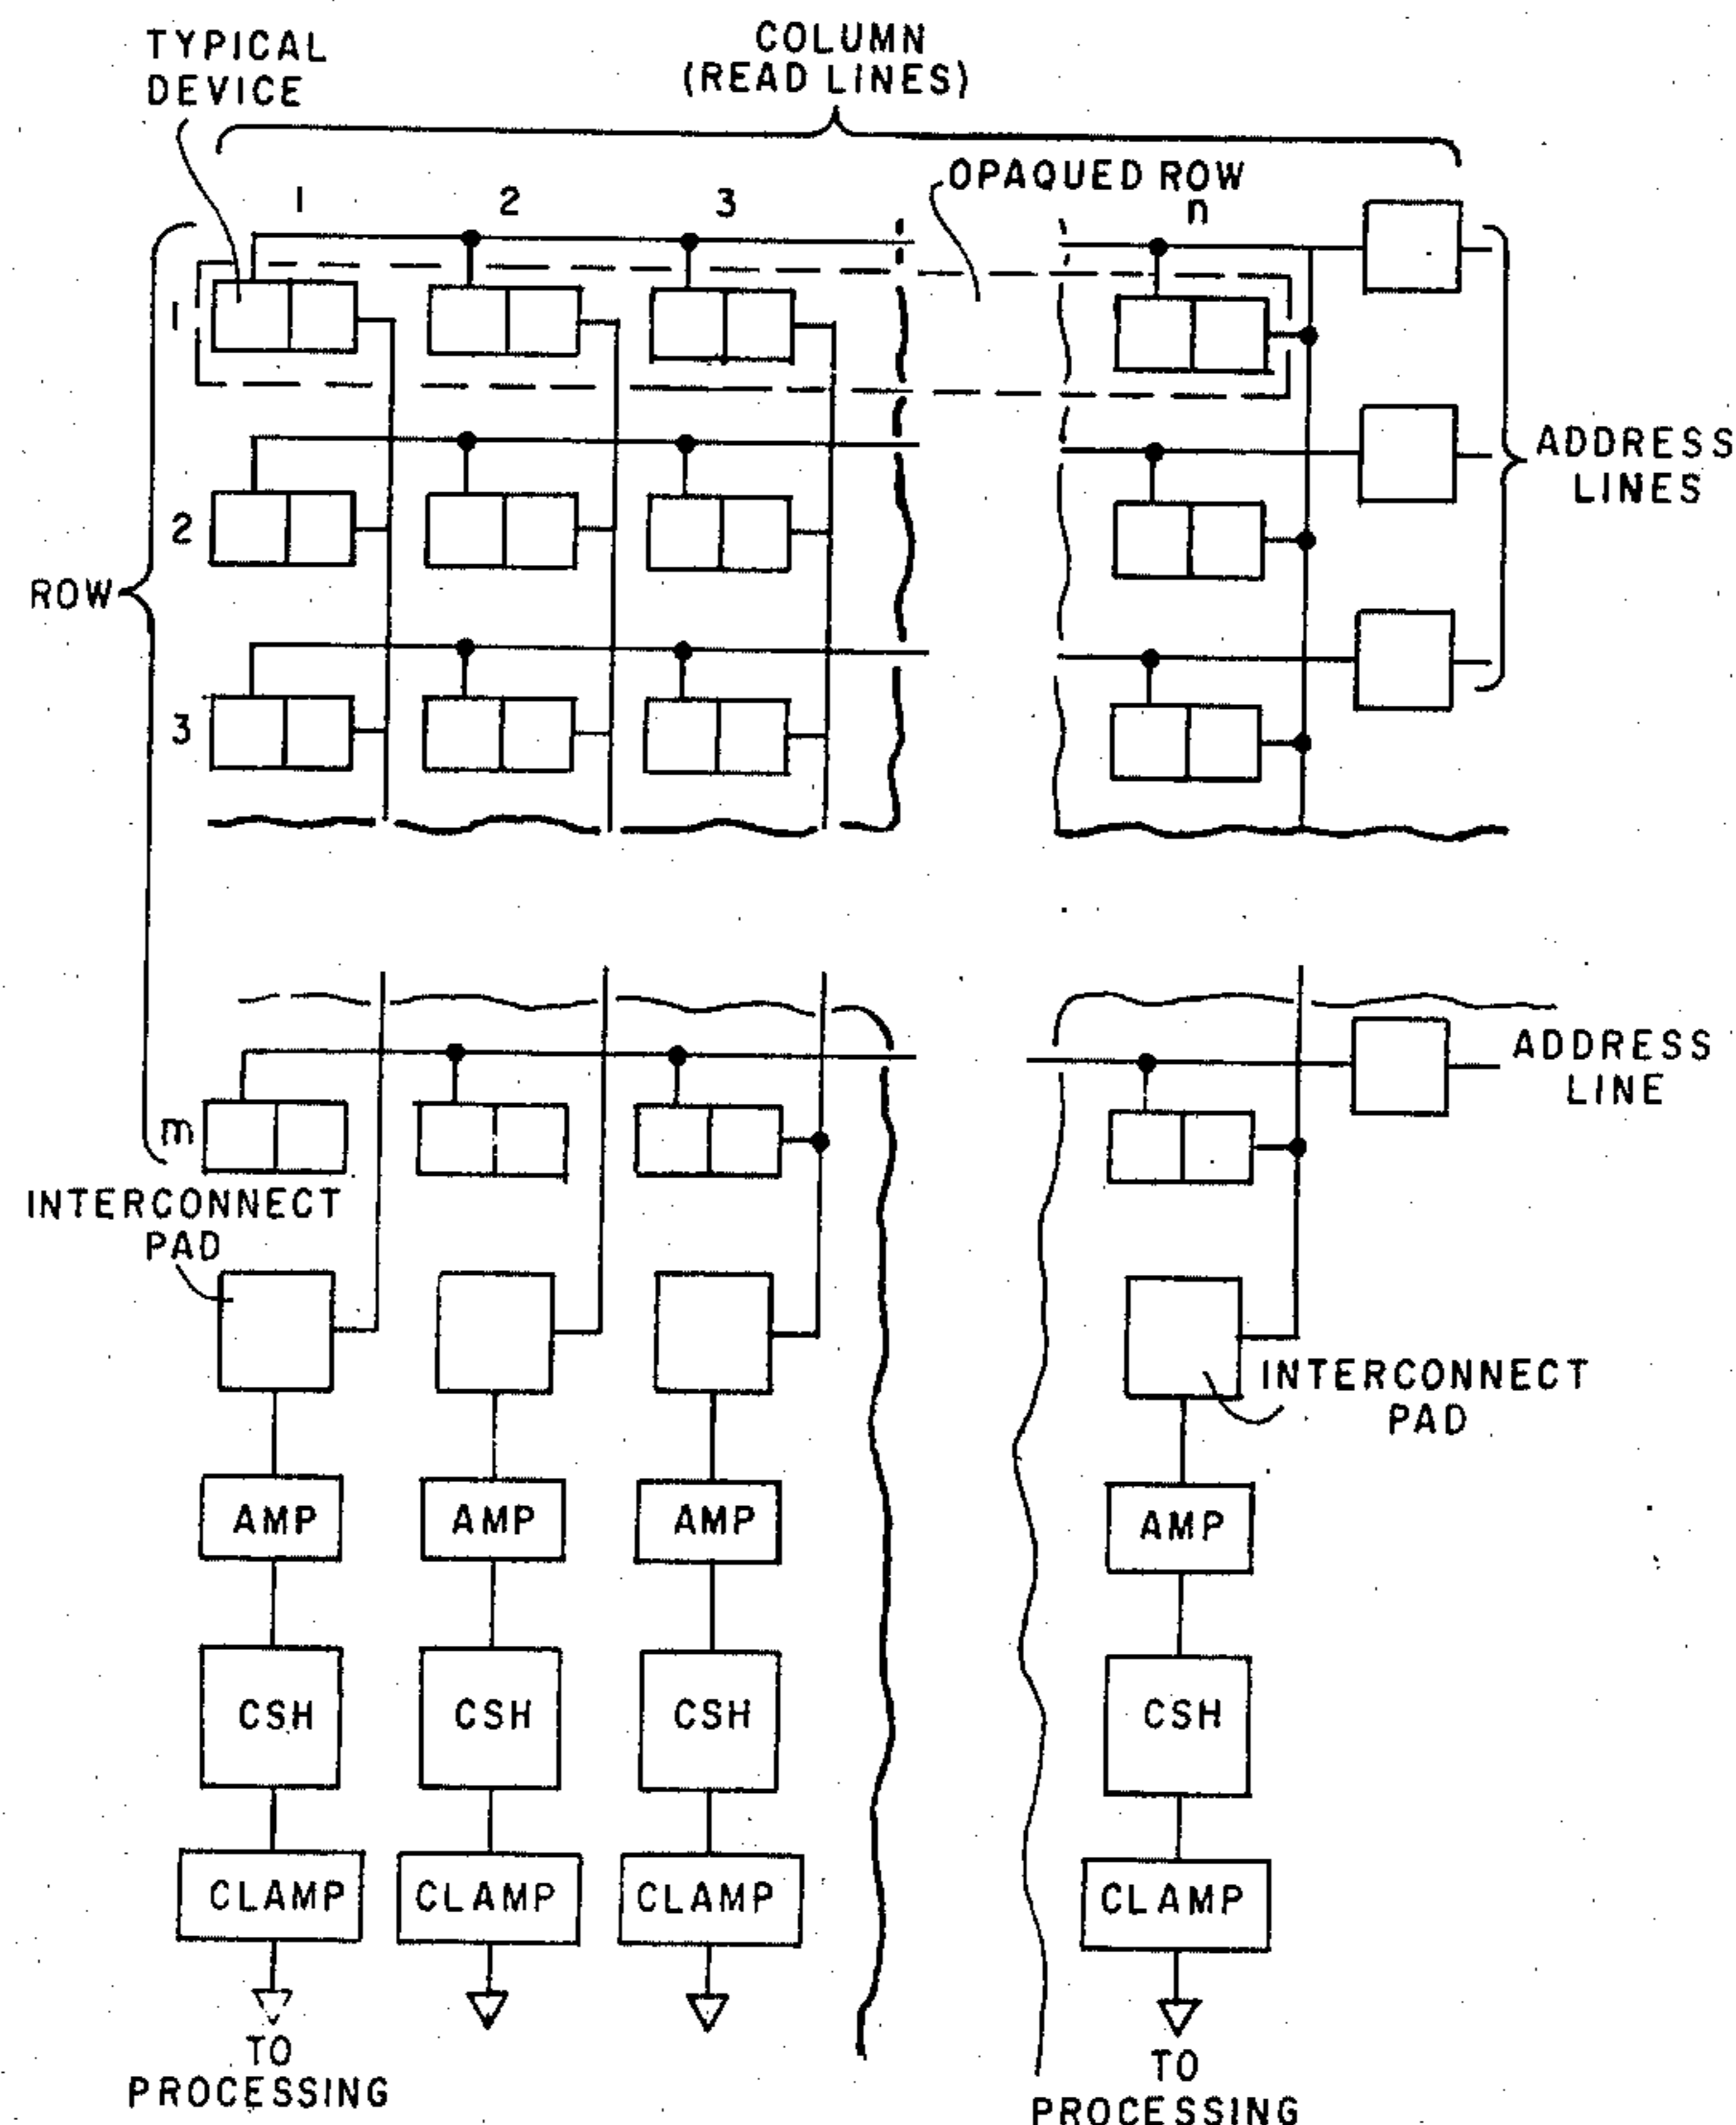 TYPICAL
DEVICE
COLUMN
(READ LINES)
OPAQUED ROW
1 2 3 n
1
ADDRESS
LINES
2
ROW
3
ADDRESS
LINE
m
INTERCONNECT
PAD
INTERCONNECT
PAD
AMP AMP AMP AMP
CSH CSH CSH CSH
CLAMP CLAMP CLAMP CLAMP
TO
PROCESSING
TO
PROCESSING